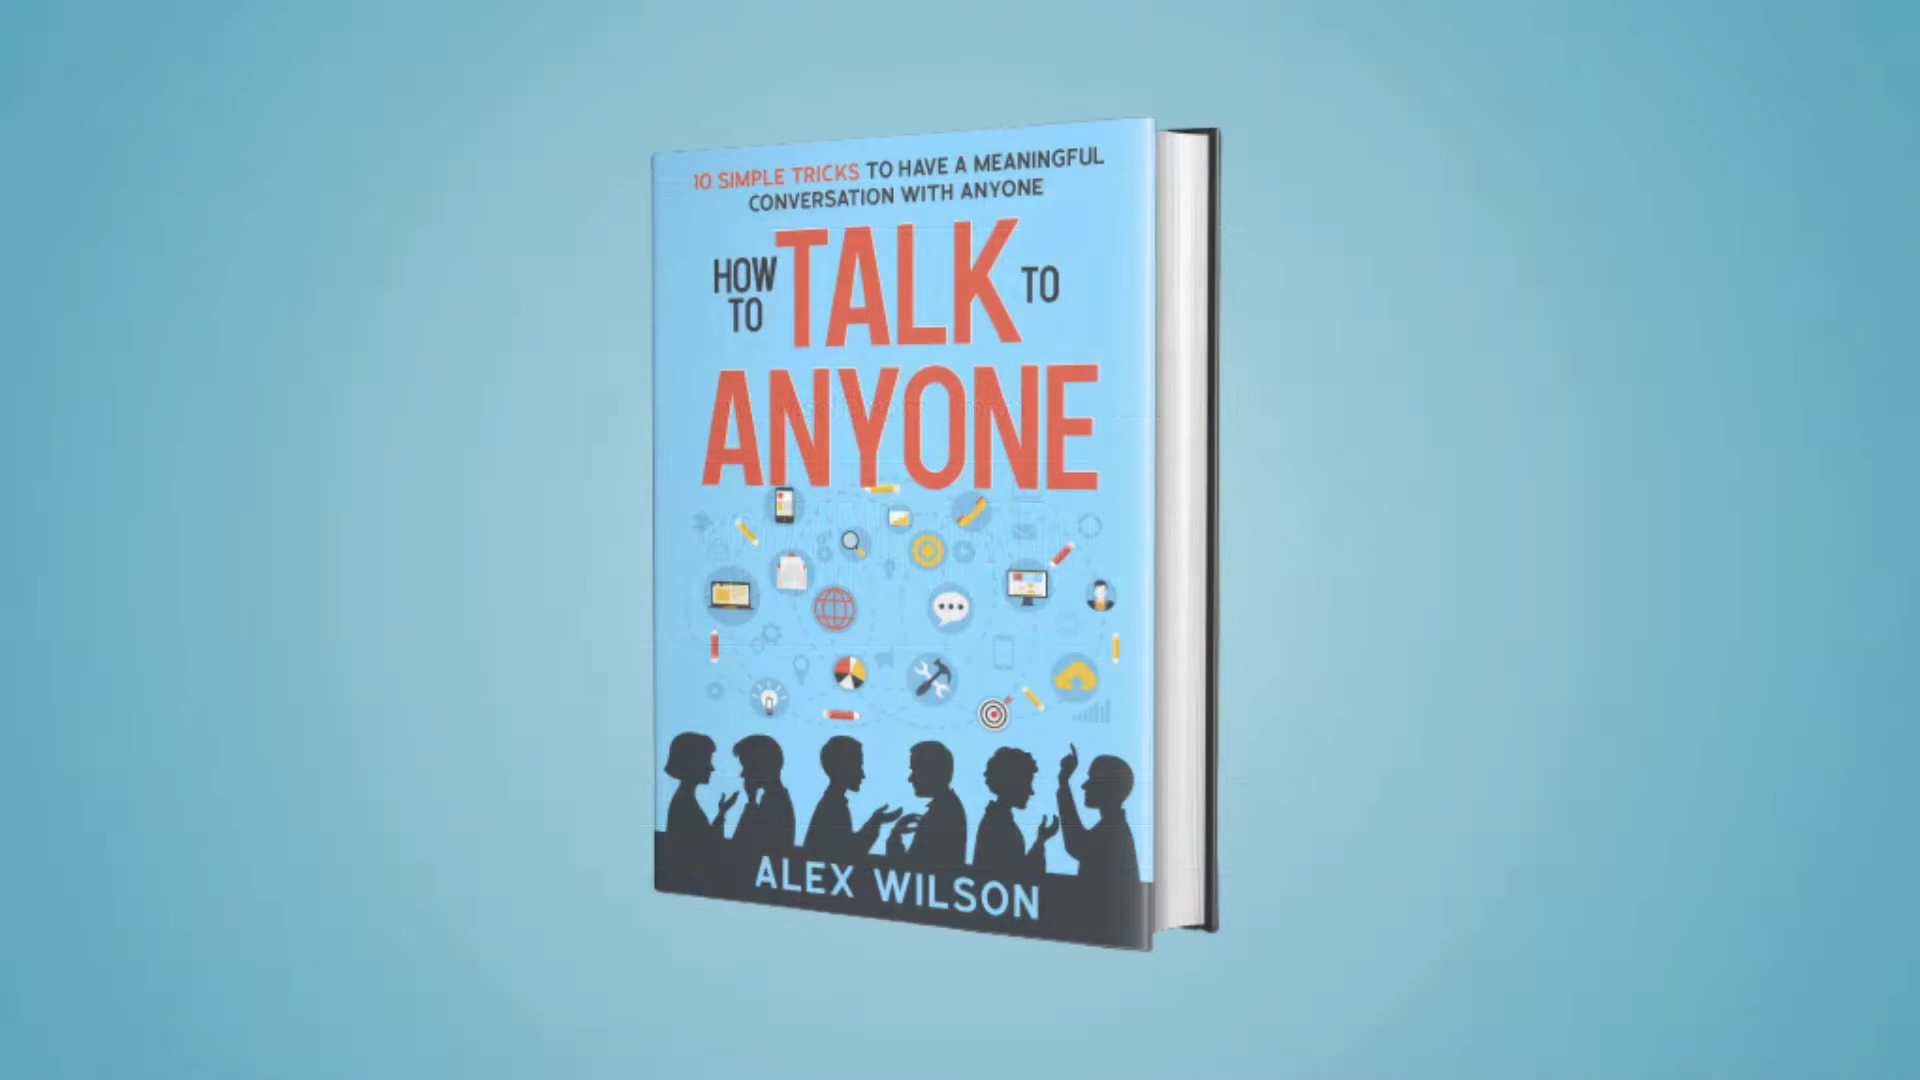 10 SIMPLE TRICKS TO HAVE A MEANINGFUL
CONVERSATION WITH ANYONE
HOW
TO
TALK
TO
ANYONE
ALEX WILSON